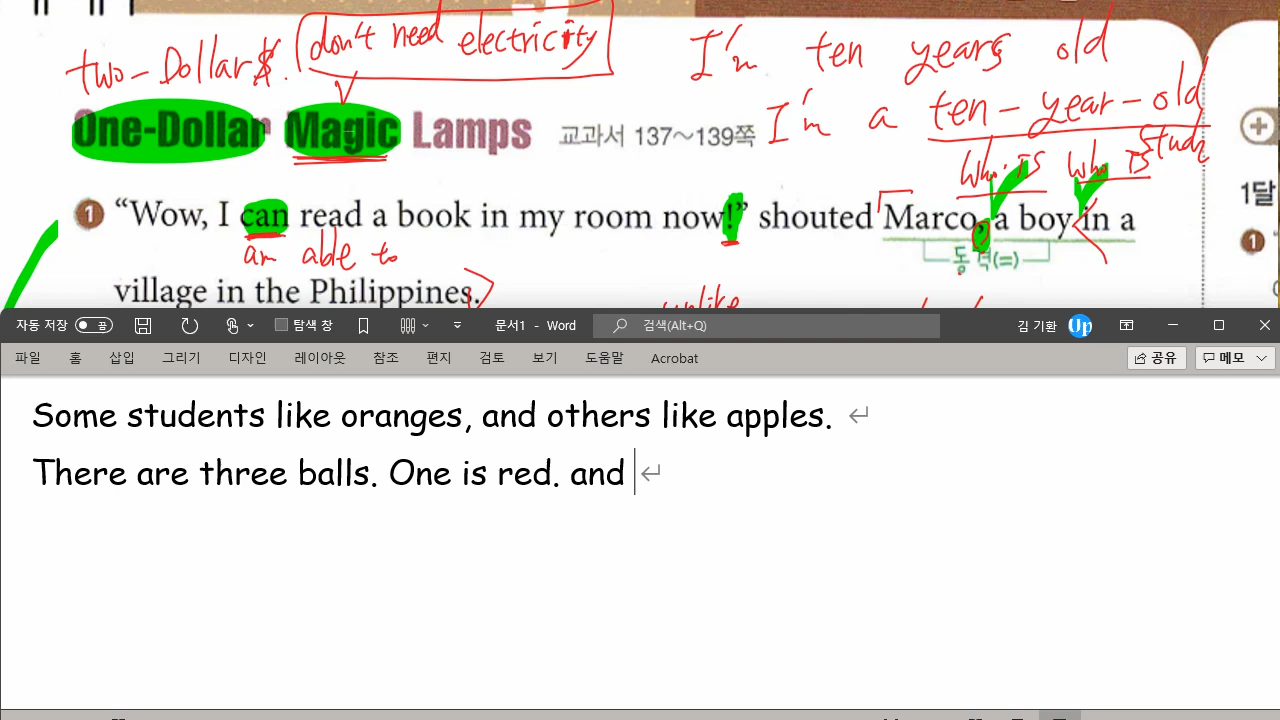 two-Dollar$. don't need electricity I'm ten years old
I'm a ten-year-old
One-Dollar Magic Lamps 교과서 137~139쪽
who is who is
1달
❶ “Wow, I can read a book in my room now!” shouted Marco, a boy in a ❶
am able to 동격(=)
village in the Philippines.
unlike
자동 저장 끔 탐색 창 문서1 - Word 검색(Alt+Q) 김 기환 Up
파일 홈 삽입 그리기 디자인 레이아웃 참조 편지 검토 보기 도움말 Acrobat 공유 메모
Some students like oranges, and others like apples.
There are three balls. One is red. and